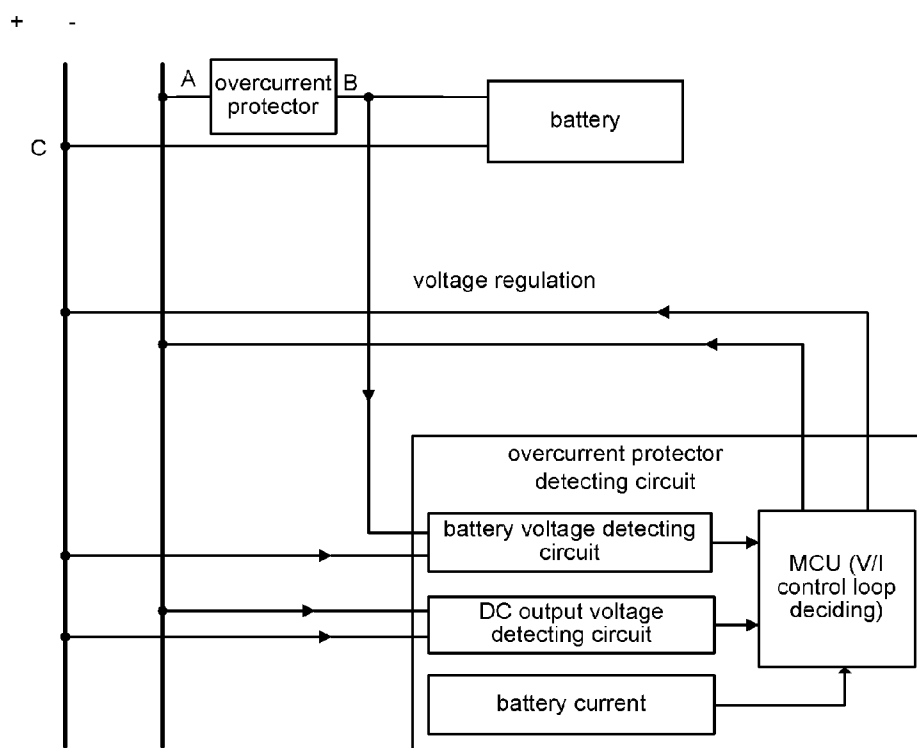 + -
A
overcurrent
protector
B
battery
C
voltage regulation
overcurrent protector
detecting circuit
battery voltage detecting
circuit
MCU (V/I
control loop
deciding)
DC output voltage
detecting circuit
battery current